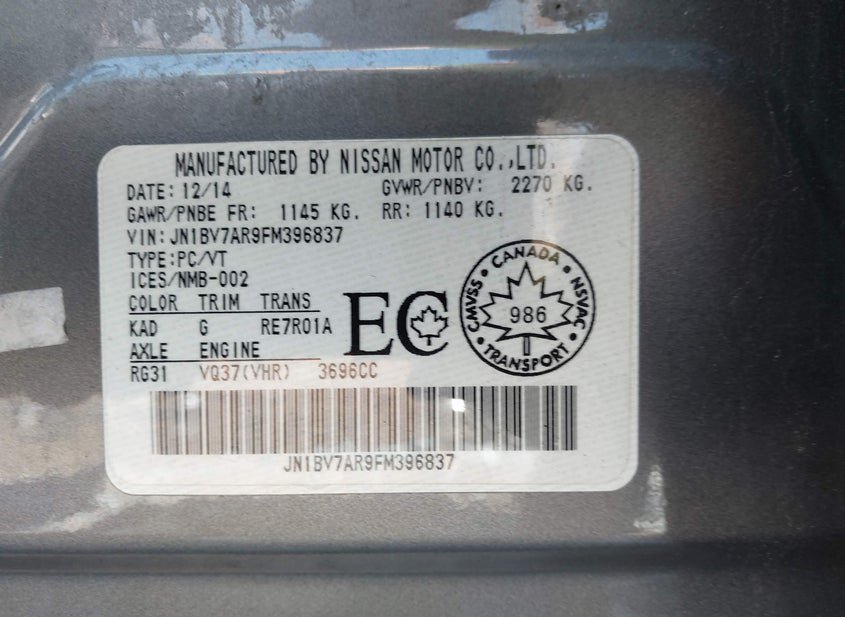 MANUFACTURED BY NISSAN MOTOR CO.,LTD.
DATE: 12/14 GVWR/PNBV: 2270 KG.
GAWR/PNBE FR: 1145 KG. RR: 1140 KG.
VIN: JN1BV7AR9FM396837
TYPE:PC/VT
ICES/NMB-002
COLOR TRIM TRANS
KAD G RE7R01A
AXLE ENGINE
RG31 VQ37(VHR) 3696CC
EC
CMVSS • CANADA • NSVAC • TRANSPORT •
986
JN1BV7AR9FM396837